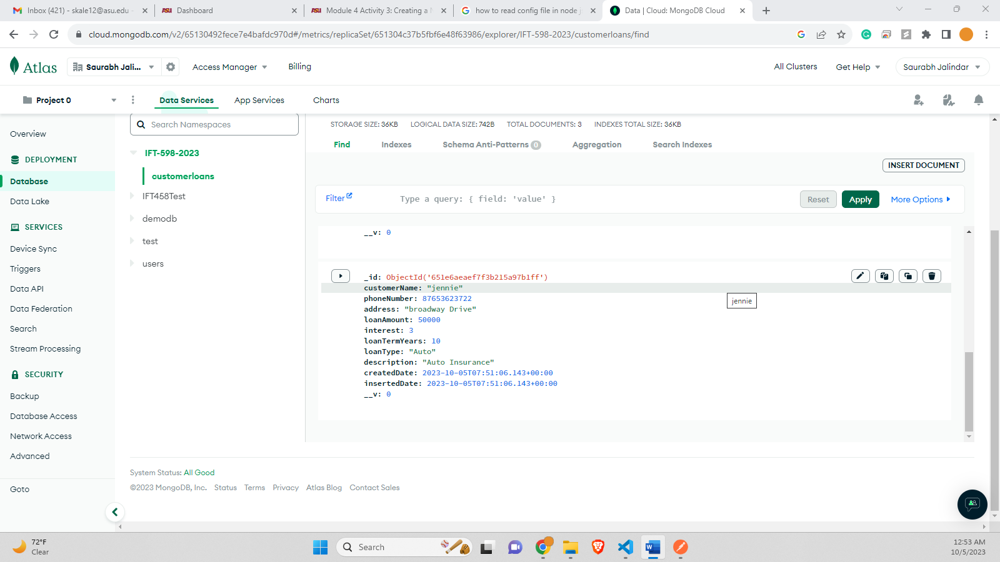 Inbox (421) - skale12@asu.edu -
Dashboard
Module 4 Activity 3: Creating a
how to read config file in node j
Data | Cloud: MongoDB Cloud
cloud.mongodb.com/v2/65130492fece7e4bafdc970d#/metrics/replicaSet/651304c37b5fbf6e48f63986/explorer/IFT-598-2023/customerloans/find
Atlas
Saurabh Jali...
Access Manager
Billing
All Clusters
Get Help
Saurabh Jalindar
Project 0
Data Services
App Services
Charts
Overview
DEPLOYMENT
Database
Data Lake
SERVICES
Device Sync
Triggers
Data API
Data Federation
Search
Stream Processing
SECURITY
Backup
Database Access
Network Access
Advanced
Goto
Search Namespaces
IFT-598-2023
customerloans
IFT458Test
demodb
test
users
STORAGE SIZE: 36KB LOGICAL DATA SIZE: 742B TOTAL DOCUMENTS: 3 INDEXES TOTAL SIZE: 36KB
Find Indexes Schema Anti-Patterns 0 Aggregation Search Indexes
INSERT DOCUMENT
Filter Type a query: { field: 'value' } Reset Apply More Options
__v: 0
_id: ObjectId('651e6aeaef7f3b215a97b1ff')
customerName: "jennie"
phoneNumber: 87653623722
jennie
address: "broadway Drive"
loanAmount: 50000
interest: 3
loanTermYears: 10
loanType: "Auto"
description: "Auto Insurance"
createdDate: 2023-10-05T07:51:06.143+00:00
insertedDate: 2023-10-05T07:51:06.143+00:00
__v: 0
System Status: All Good
©2023 MongoDB, Inc. Status Terms Privacy Atlas Blog Contact Sales
72°F
Clear
Search
12:53 AM
10/5/2023